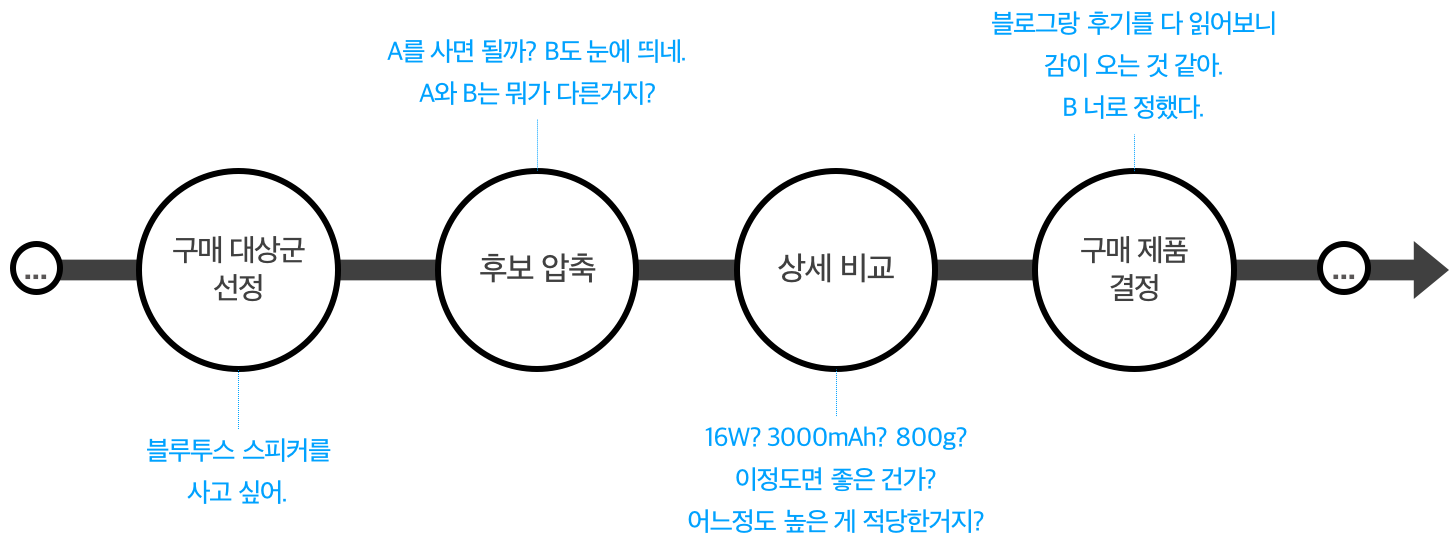 블로그랑 후기를 다 읽어보니
감이 오는 것 같아.
B 너로 정했다.
A를 사면 될까? B도 눈에 띄네.
A와 B는 뭐가 다른거지?
...
구매 대상군
선정
후보 압축
상세 비교
구매 제품
결정
...
블루투스 스피커를
사고 싶어.
16W? 3000mAh? 800g?
이정도면 좋은 건가?
어느정도 높은 게 적당한거지?